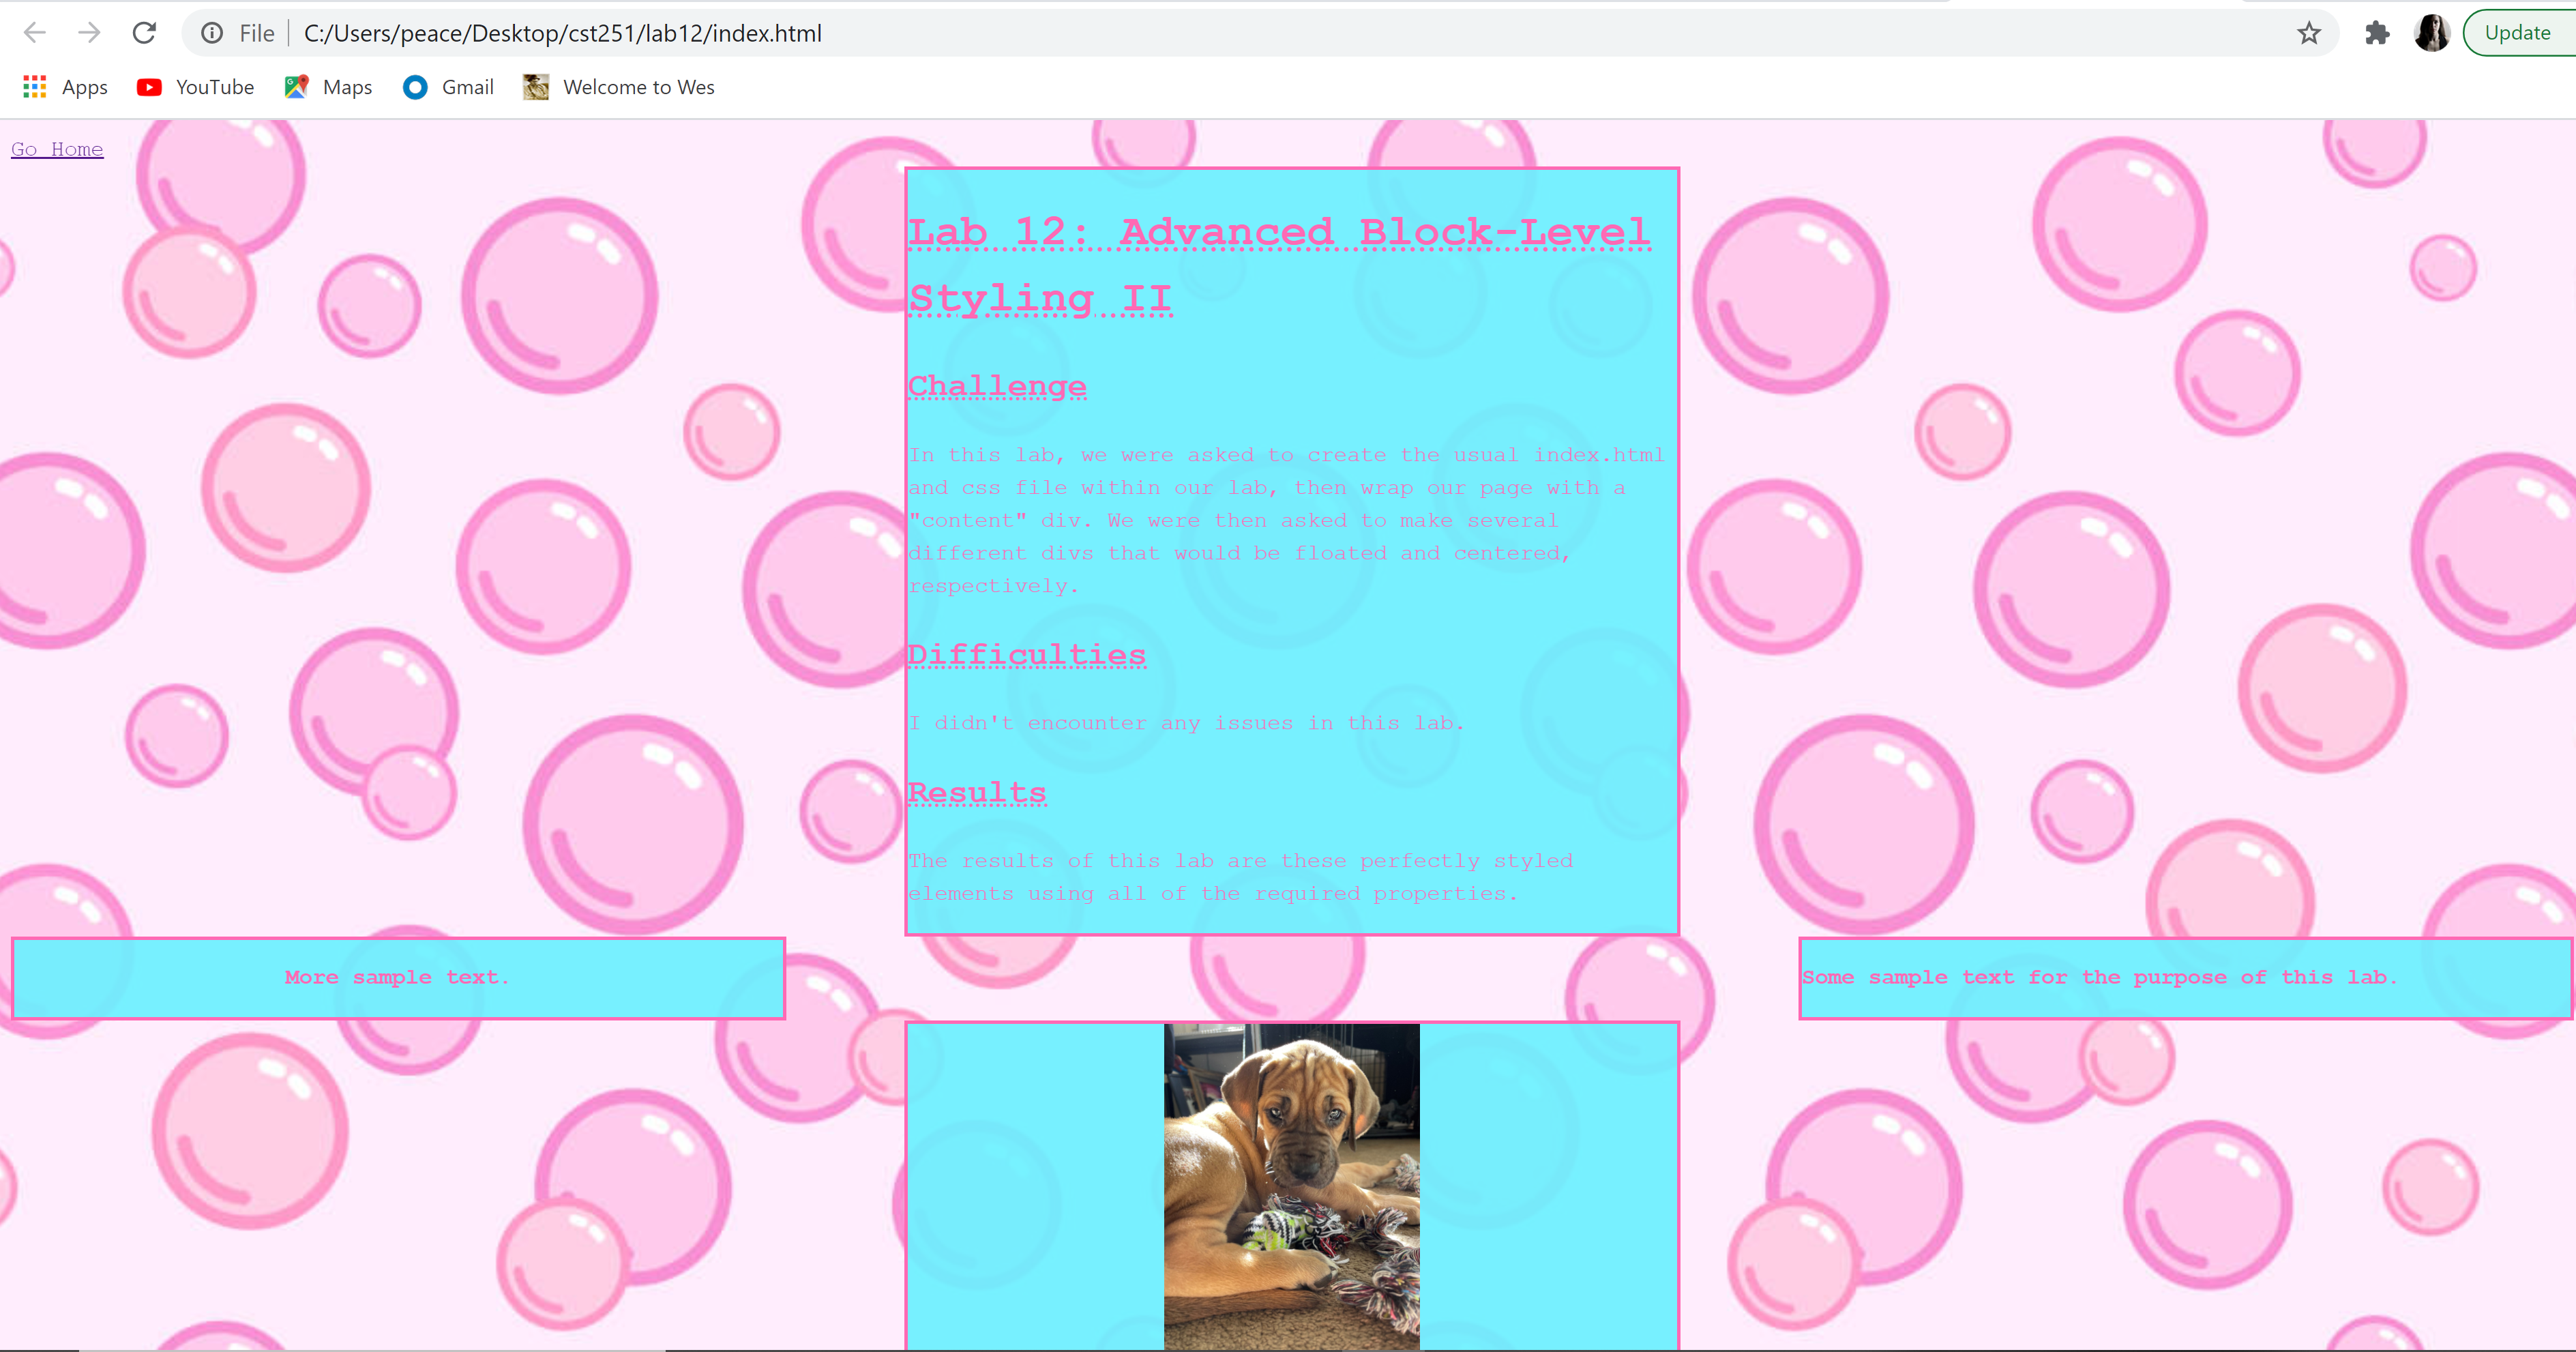 File C:/Users/peace/Desktop/cst251/lab12/index.html
Update
Apps YouTube Maps Gmail Welcome to Wes
Go Home
Lab 12: Advanced Block-Level
Styling II
Challenge
In this lab, we were asked to create the usual index.html
and css file within our lab, then wrap our page with a
"content" div. We were then asked to make several
different divs that would be floated and centered,
respectively.
Difficulties
I didn't encounter any issues in this lab.
Results
The results of this lab are these perfectly styled
elements using all of the required properties.
More sample text.
Some sample text for the purpose of this lab.